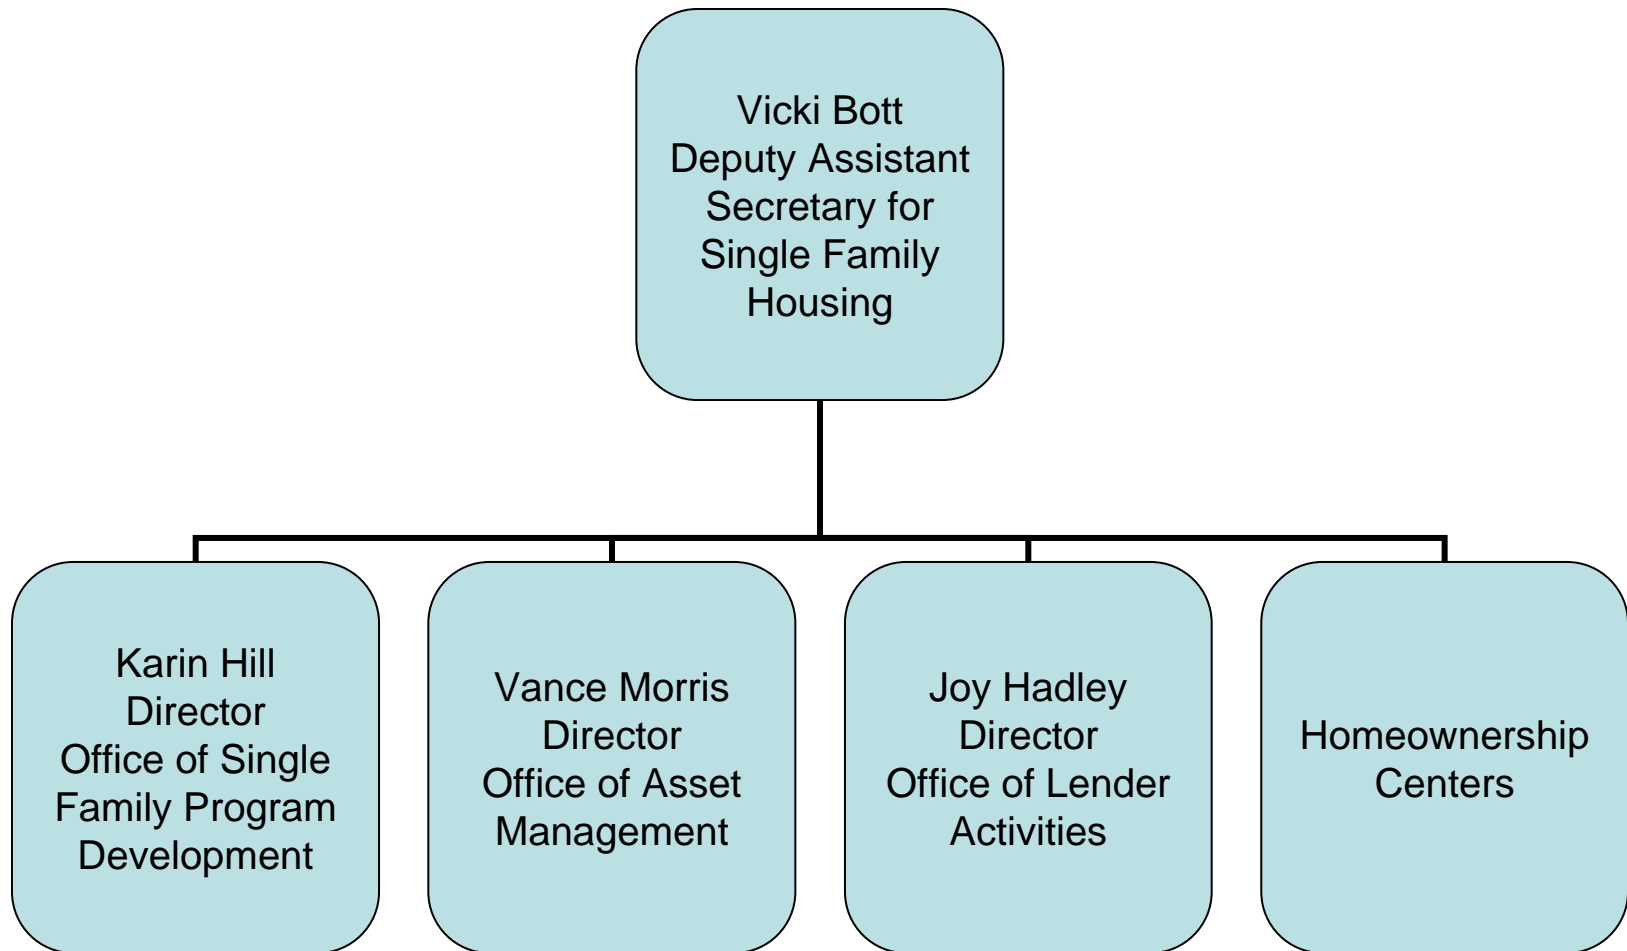 Vicki Bott
Deputy Assistant
Secretary for
Single Family
Housing
Karin Hill
Director
Office of Single
Family Program
Development
Vance Morris
Director
Office of Asset
Management
Joy Hadley
Director
Office of Lender
Activities
Homeownership
Centers